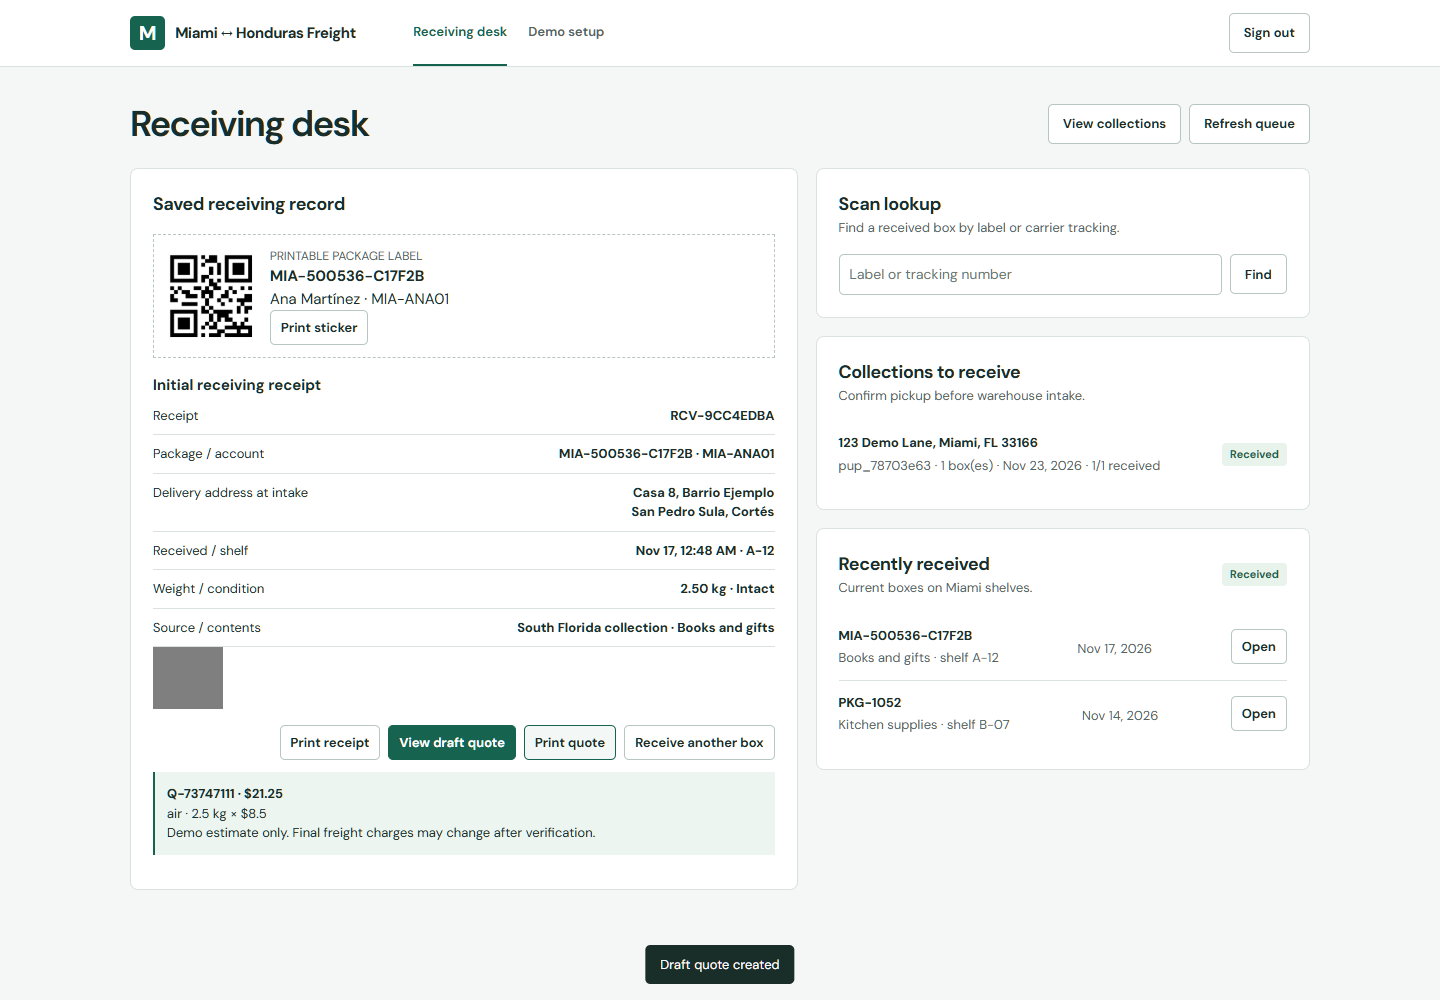 M
Miami ↔ Honduras Freight
Receiving desk
Demo setup
Sign out
Receiving desk
View collections
Refresh queue
Saved receiving record
PRINTABLE PACKAGE LABEL
MIA-500536-C17F2B
Ana Martínez · MIA-ANA01
Print sticker
Initial receiving receipt
Receipt RCV-9CC4EDBA
Package / account MIA-500536-C17F2B · MIA-ANA01
Delivery address at intake Casa 8, Barrio Ejemplo
San Pedro Sula, Cortés
Received / shelf Nov 17, 12:48 AM · A-12
Weight / condition 2.50 kg · Intact
Source / contents South Florida collection · Books and gifts
Print receipt
View draft quote
Print quote
Receive another box
Q-73747111 · $21.25
air · 2.5 kg × $8.5
Demo estimate only. Final freight charges may change after verification.
Scan lookup
Find a received box by label or carrier tracking.
Label or tracking number
Find
Collections to receive
Confirm pickup before warehouse intake.
123 Demo Lane, Miami, FL 33166
pup_78703e63 · 1 box(es) · Nov 23, 2026 · 1/1 received
Received
Recently received
Current boxes on Miami shelves.
Received
MIA-500536-C17F2B
Books and gifts · shelf A-12
Nov 17, 2026
Open
PKG-1052
Kitchen supplies · shelf B-07
Nov 14, 2026
Open
Draft quote created